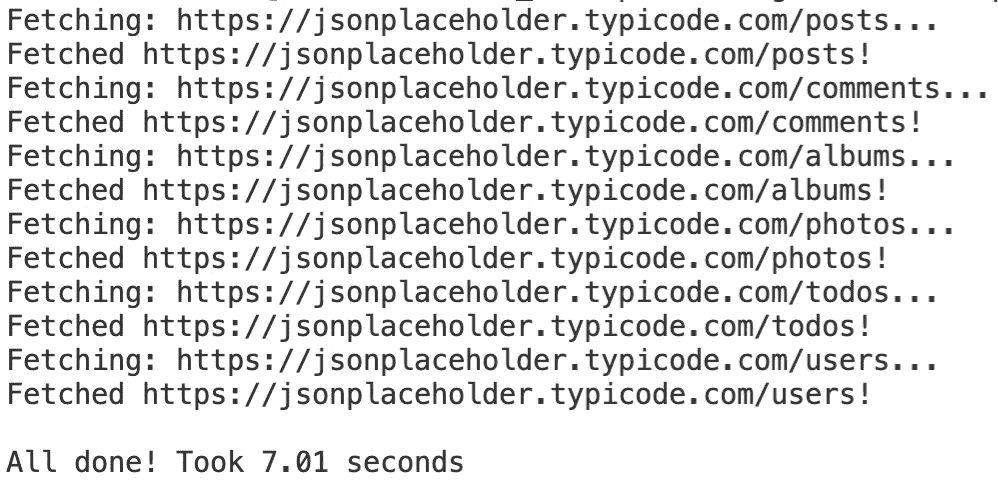 Fetching: https://jsonplaceholder.typicode.com/posts...
Fetched https://jsonplaceholder.typicode.com/posts!
Fetching: https://jsonplaceholder.typicode.com/comments...
Fetched https://jsonplaceholder.typicode.com/comments!
Fetching: https://jsonplaceholder.typicode.com/albums...
Fetched https://jsonplaceholder.typicode.com/albums!
Fetching: https://jsonplaceholder.typicode.com/photos...
Fetched https://jsonplaceholder.typicode.com/photos!
Fetching: https://jsonplaceholder.typicode.com/todos...
Fetched https://jsonplaceholder.typicode.com/todos!
Fetching: https://jsonplaceholder.typicode.com/users...
Fetched https://jsonplaceholder.typicode.com/users!
All done! Took 7.01 seconds